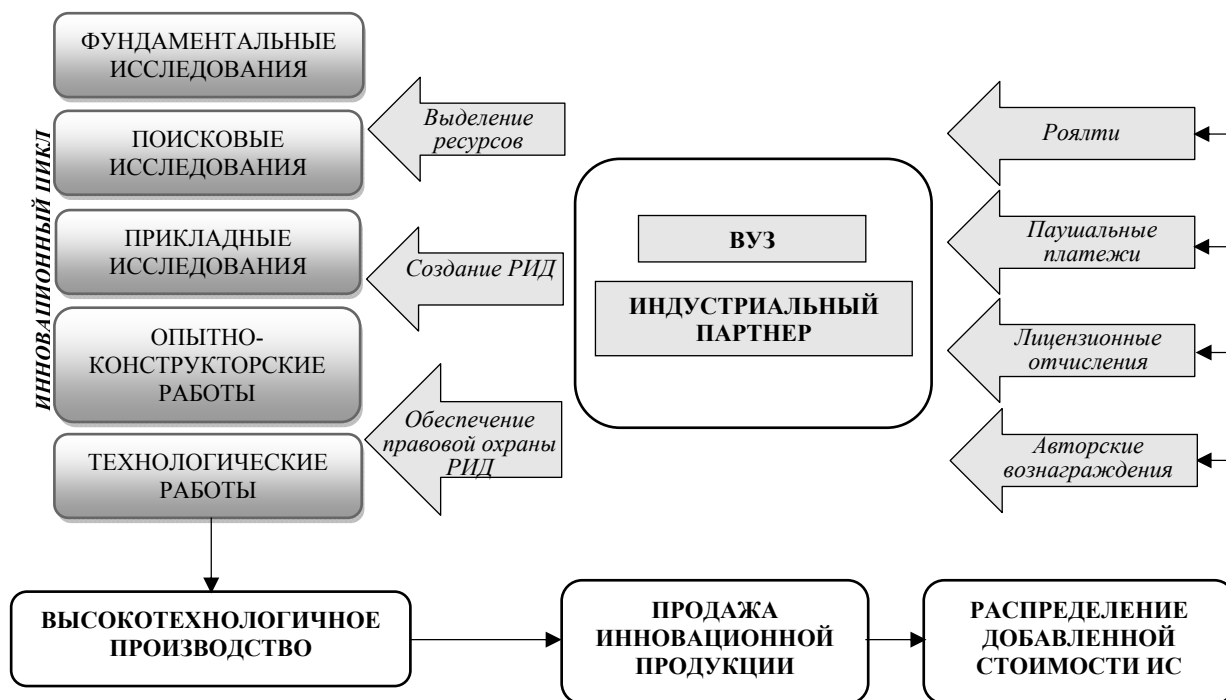 ИННОВАЦИОННЫЙ ЦИКЛ
ФУНДАМЕНТАЛЬНЫЕ
ИССЛЕДОВАНИЯ
ПОИСКОВЫЕ
ИССЛЕДОВАНИЯ
ПРИКЛАДНЫЕ
ИССЛЕДОВАНИЯ
ОПЫТНО-
КОНСТРУКТОРСКИЕ
РАБОТЫ
ТЕХНОЛОГИЧЕСКИЕ
РАБОТЫ
Выделение
ресурсов
Создание РИД
Обеспечение
правовой охраны
РИД
ВУЗ
ИНДУСТРИАЛЬНЫЙ
ПАРТНЕР
Роялти
Паушальные
платежи
Лицензионные
отчисления
Авторские
вознаграждения
ВЫСОКОТЕХНОЛОГИЧНОЕ
ПРОИЗВОДСТВО
ПРОДАЖА
ИННОВАЦИОННОЙ
ПРОДУКЦИИ
РАСПРЕДЕЛЕНИЕ
ДОБАВЛЕННОЙ
СТОИМОСТИ ИС